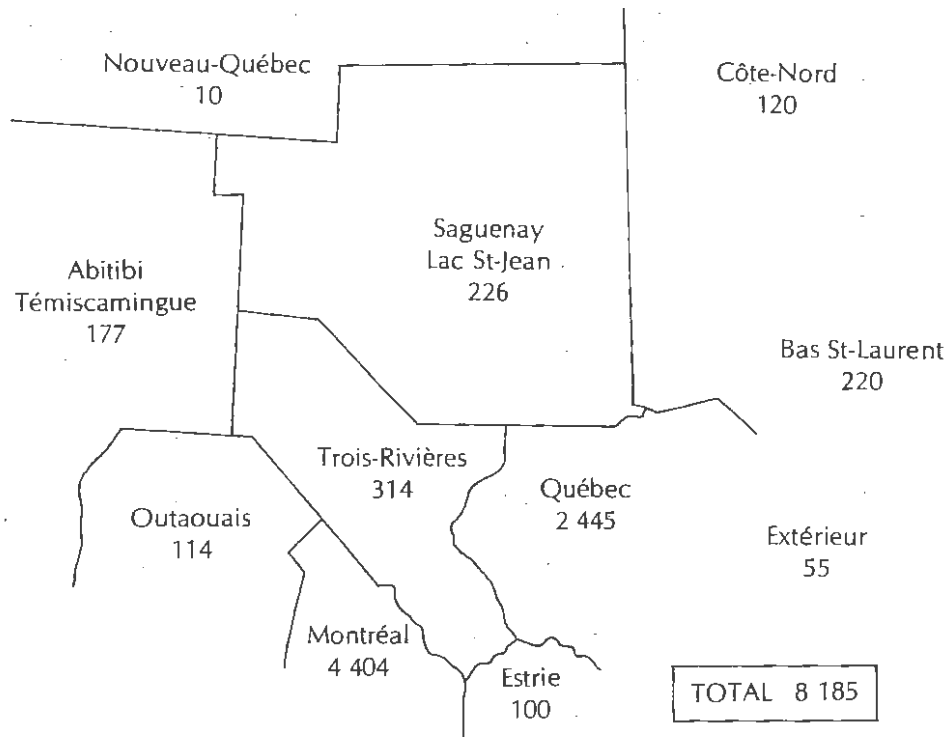 Nouveau-Québec
10
Côte-Nord
120
Saguenay
Lac St-Jean
226
Abitibi
Témiscamingue
177
Bas St-Laurent
220
Trois-Rivières
314
Québec
2 445
Outaouais
114
Extérieur
55
Montréal
4 404
Estrie
100
TOTAL 8 185